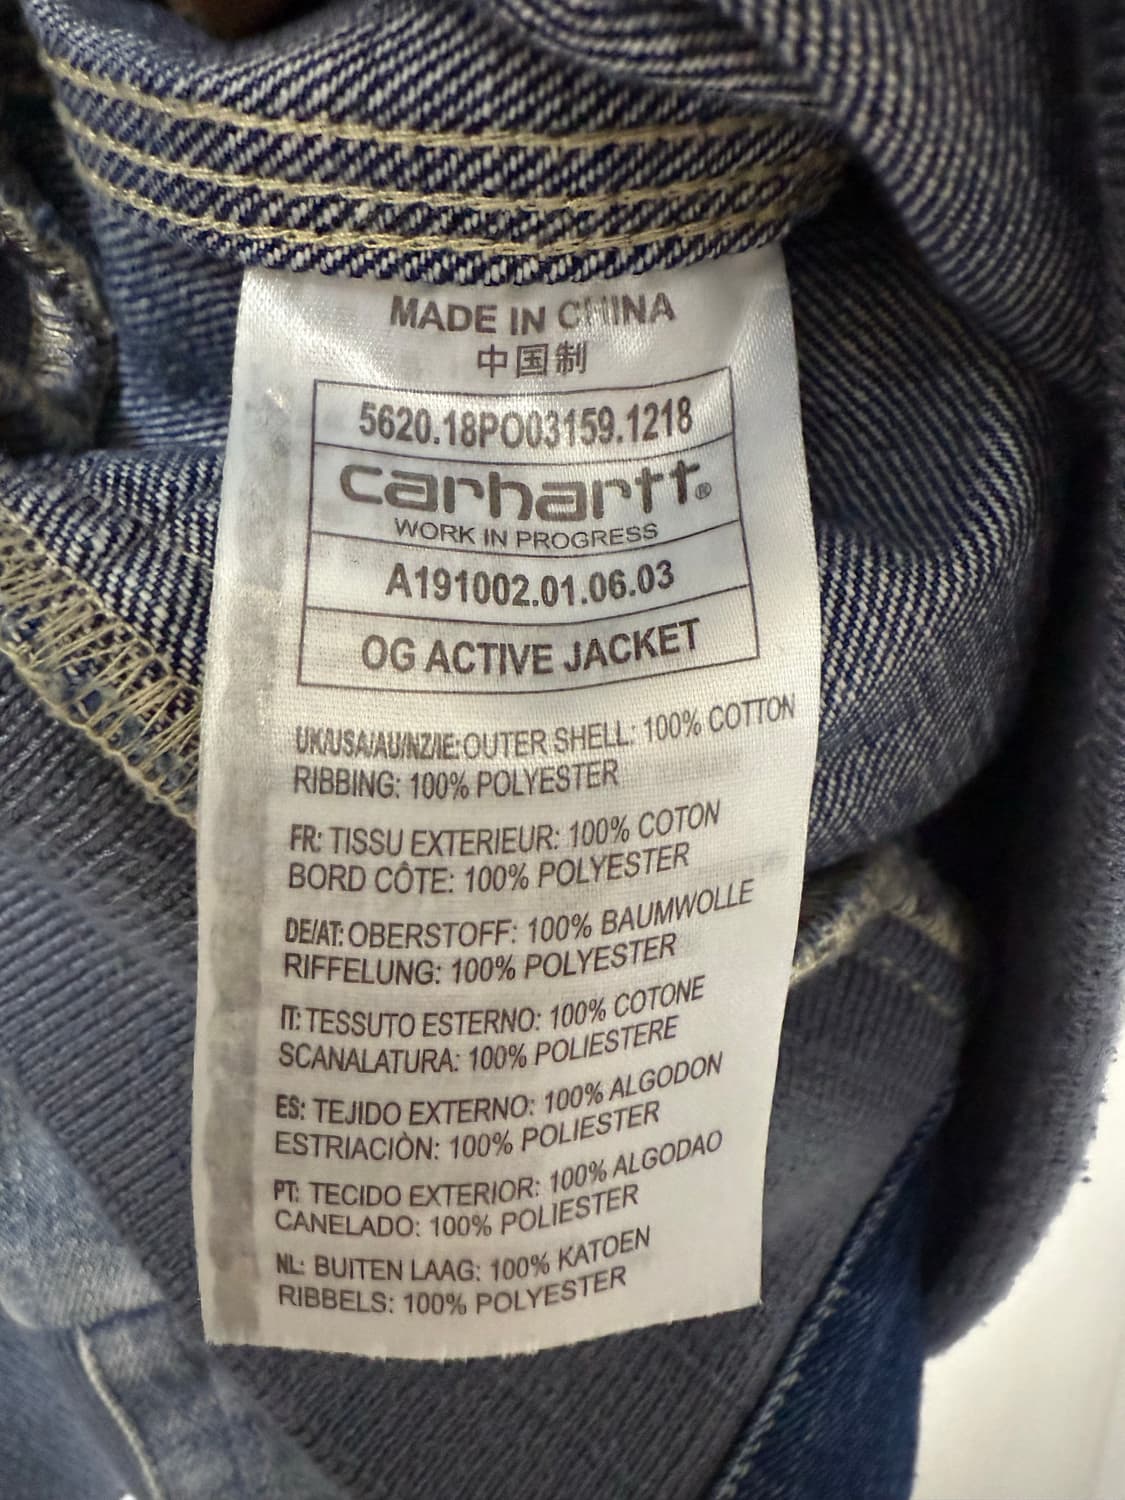 MADE IN CHINA
中国制
5620.18PO03159.1218
carhartt®
WORK IN PROGRESS
A191002.01.06.03
OG ACTIVE JACKET
UK/USA/AU/NZ/IE: OUTER SHELL: 100% COTTON
RIBBING: 100% POLYESTER
FR: TISSU EXTERIEUR: 100% COTON
BORD CÔTE: 100% POLYESTER
DE/AT: OBERSTOFF: 100% BAUMWOLLE
RIFFELUNG: 100% POLYESTER
IT: TESSUTO ESTERNO: 100% COTONE
SCANALATURA: 100% POLIESTERE
ES: TEJIDO EXTERNO: 100% ALGODON
ESTRIACIÒN: 100% POLIESTER
PT: TECIDO EXTERIOR: 100% ALGODAO
CANELADO: 100% POLIESTER
NL: BUITEN LAAG: 100% KATOEN
RIBBELS: 100% POLYESTER